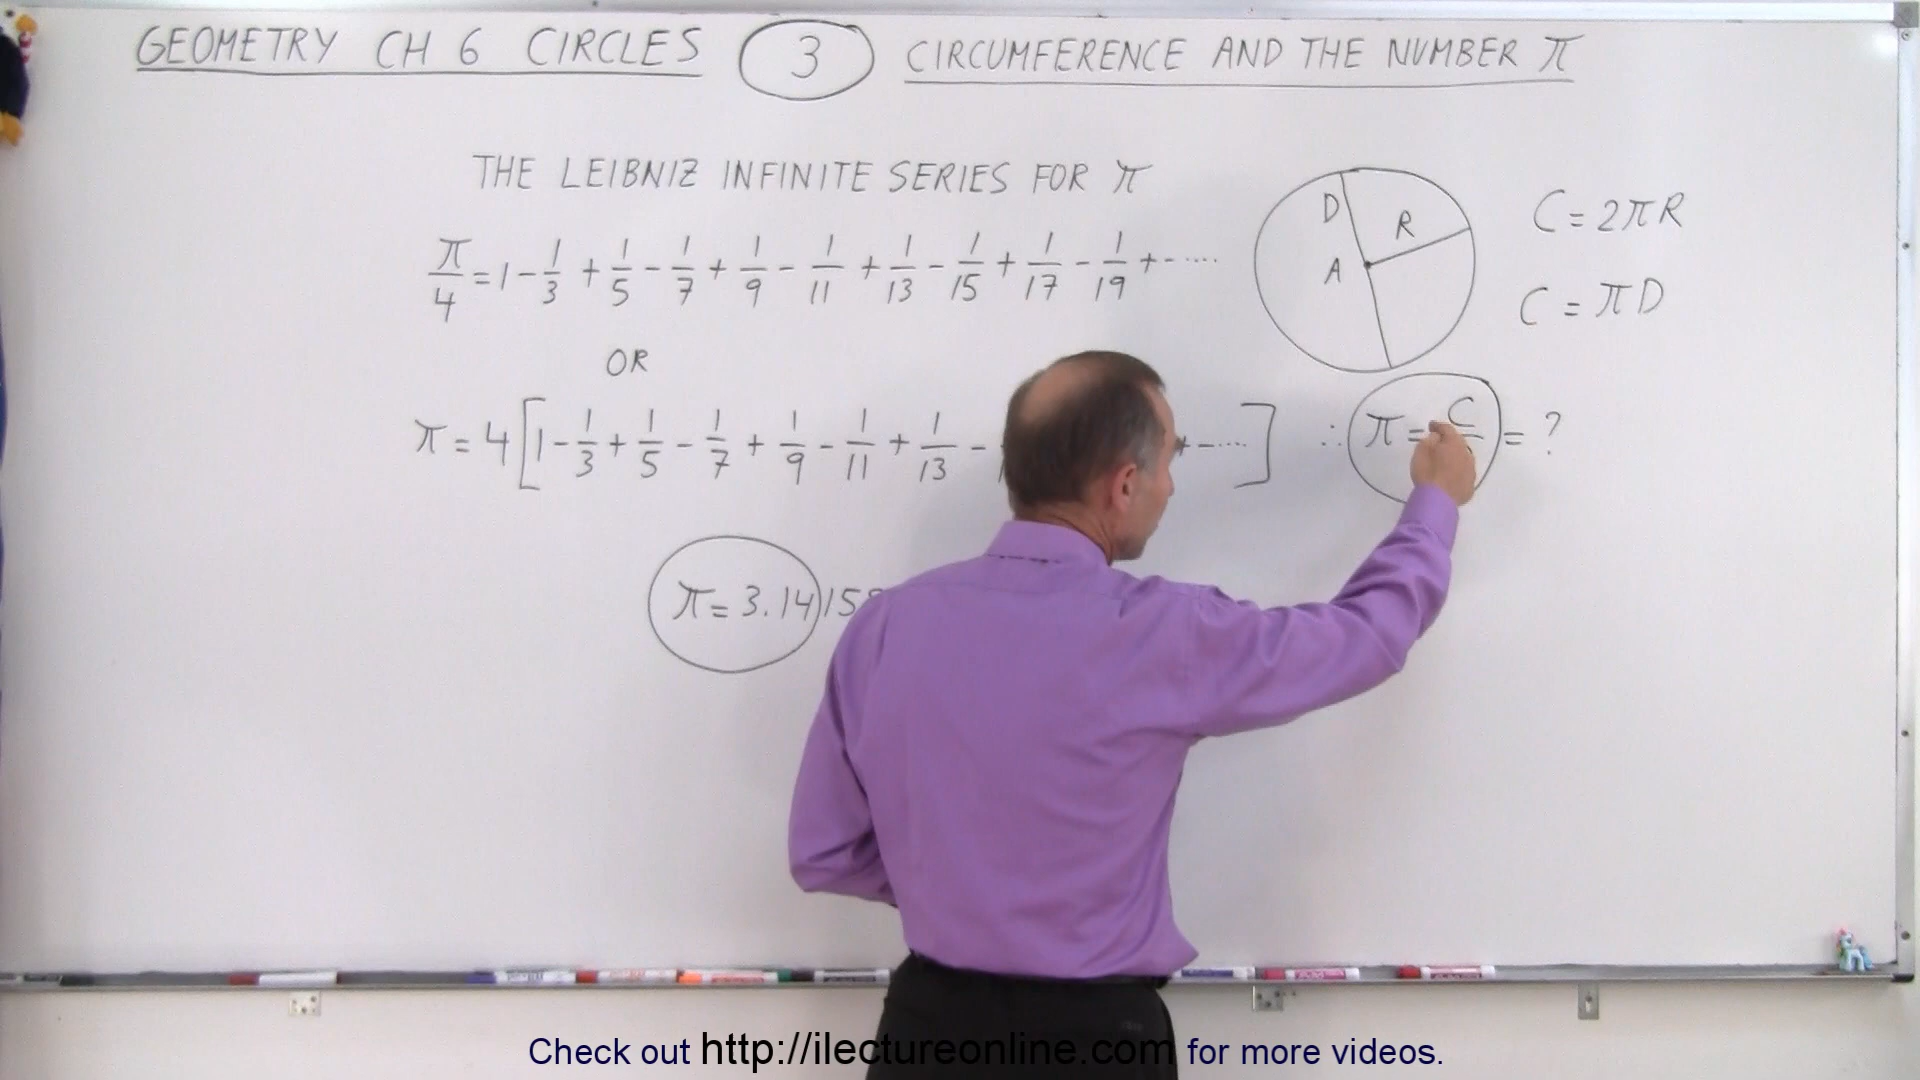 GEOMETRY CH 6 CIRCLES 3 CIRCUMFERENCE AND THE NUMBER π
THE LEIBNIZ INFINITE SERIES FOR π
π/4 = 1 - 1/3 + 1/5 - 1/7 + 1/9 - 1/11 + 1/13 - 1/15 + 1/17 - 1/19 + - ....
OR
π = 4 [ 1 - 1/3 + 1/5 - 1/7 + 1/9 - 1/11 + 1/13 - + - .... ]
π = 3.1415
D
R
A
C = 2πR
C = πD
∴ π = C = ?
Check out http://ilectureonline.com for more videos.